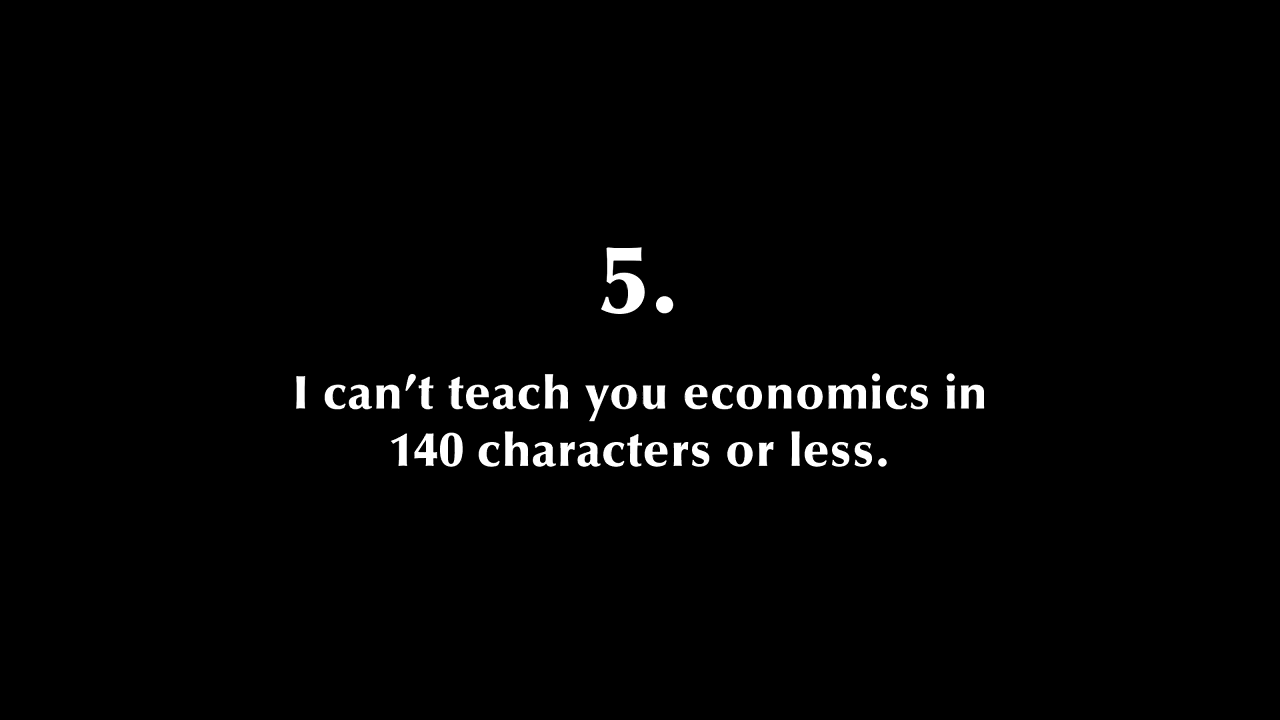 5.
I can’t teach you economics in
140 characters or less.